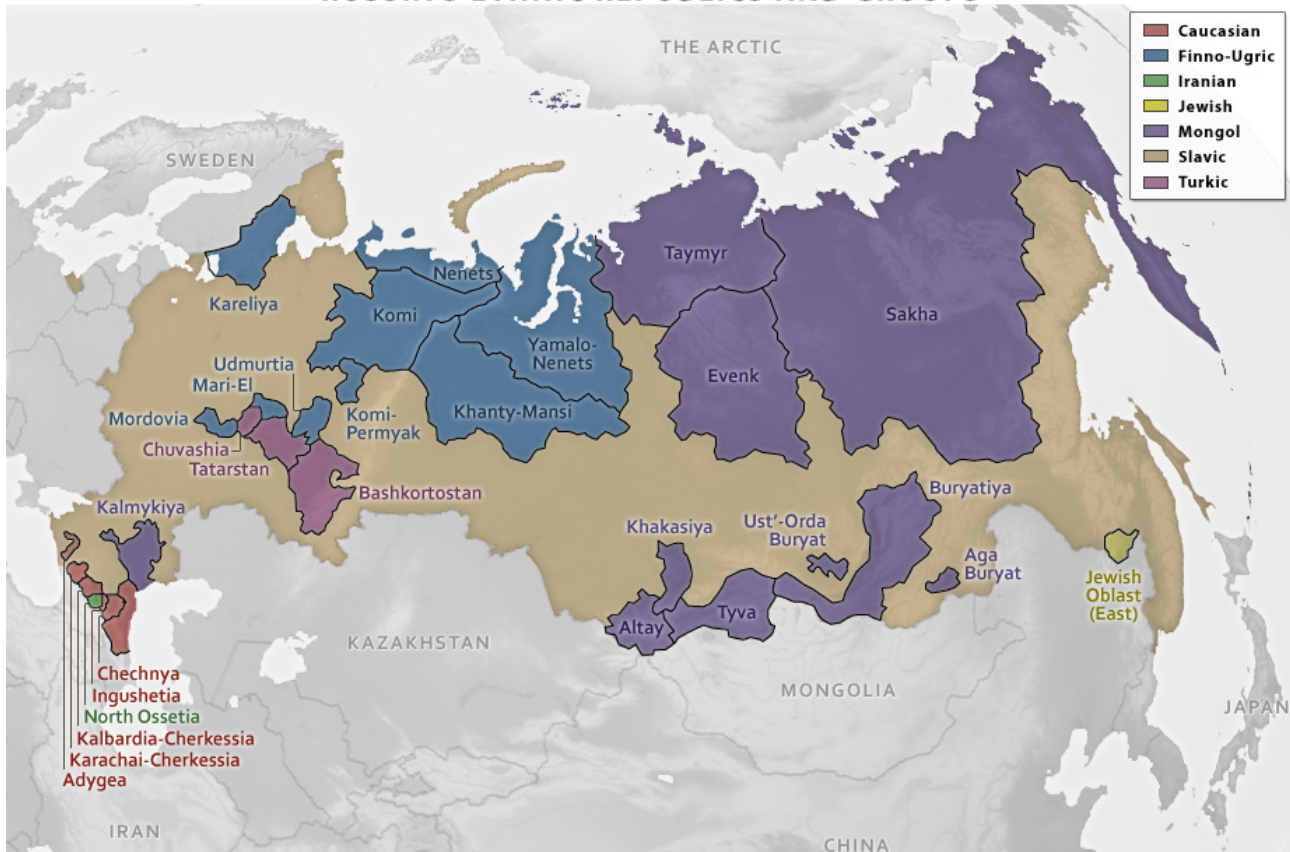 THE ARCTIC
Caucasian
Finno-Ugric
Iranian
Jewish
Mongol
Slavic
Turkic
SWEDEN
Kareliya
Nenets
Komi
Yamalo-
Nenets
Khanty-Mansi
Taymyr
Evenk
Sakha
Udmurtia
Mari-El
Mordovia
Komi-
Permyak
Chuvashia
Tatarstan
Bashkortostan
Kalmykiya
Khakasiya
Ust'-Orda
Buryat
Buryatiya
Aga
Buryat
Altay
Tyva
Jewish
Oblast
(East)
KAZAKHSTAN
MONGOLIA
JAPAN
Chechnya
Ingushetia
North Ossetia
Kalbardia-Cherkessia
Karachai-Cherkessia
Adygea
IRAN
CHINA